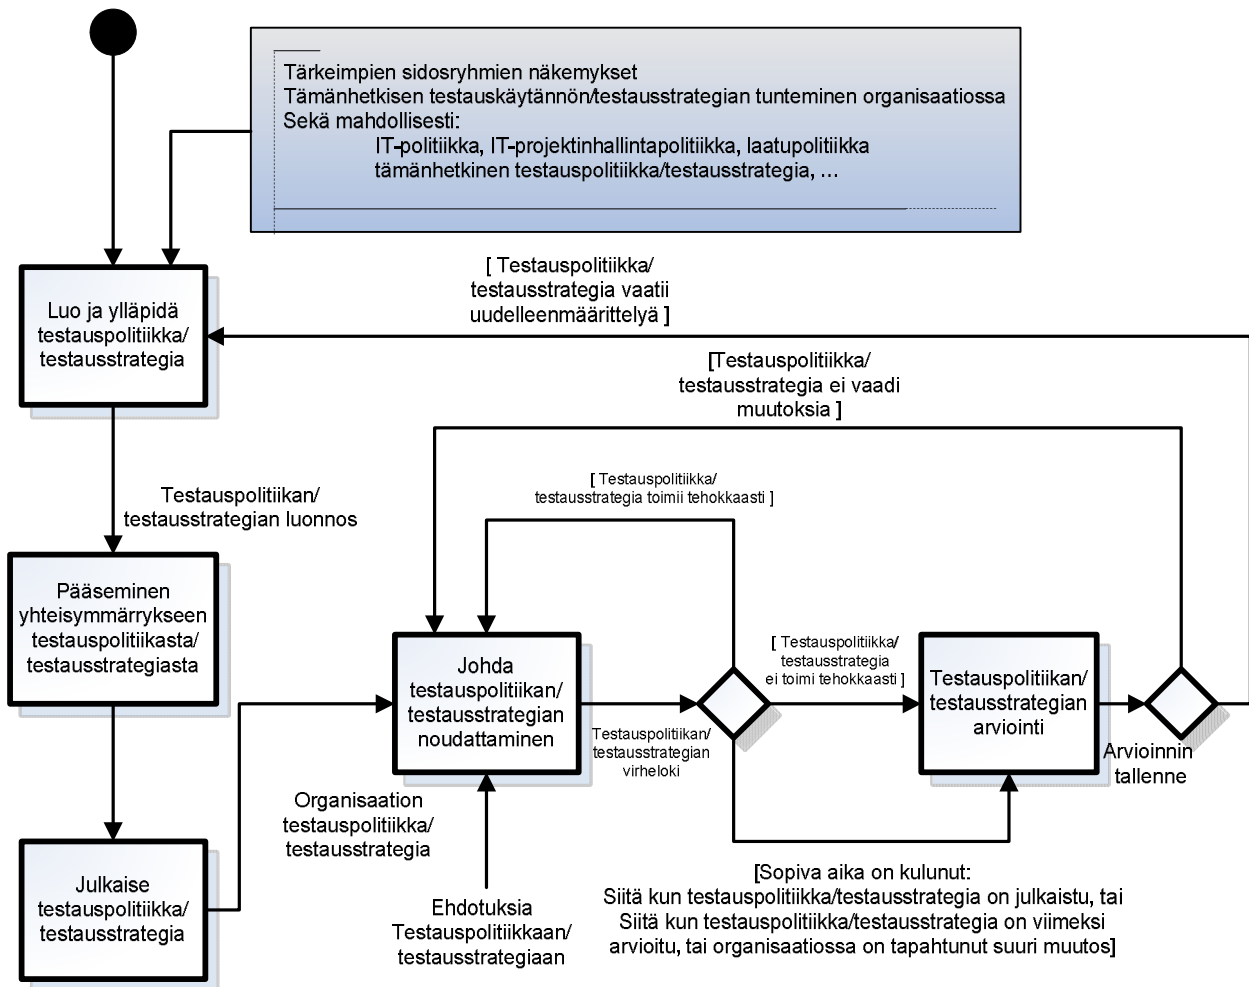 Tärkeimpien sidosryhmien näkemykset
Tämänhetkisen testauskäytännön/testausstrategian tunteminen organisaatiossa
Sekä mahdollisesti:
IT-politiikka, IT-projektinhallintapolitiikka, laatupolitiikka
tämänhetkinen testauspolitiikka/testausstrategia, ...
[ Testauspolitiikka/
testausstrategia vaatii
uudelleenmäärittelyä ]
Luo ja ylläpidä
testauspolitiikka/
testausstrategia
[Testauspolitiikka/
testausstrategia ei vaadi
muutoksia ]
[ Testauspolitiikka/
testausstrategia toimii tehokkaasti ]
Testauspolitiikan/
testausstrategian luonnos
Pääseminen
yhteisymmärrykseen
testauspolitiikasta/
testausstrategiasta
Johda
testauspolitiikan/
testausstrategian
noudattaminen
[ Testauspolitiikka/
testausstrategia
ei toimi tehokkaasti ]
Testauspolitiikan/
testausstrategian
arviointi
Testauspolitiikan/
testausstrategian
virheloki
Arvioinnin
tallenne
Organisaation
testauspolitiikka/
testausstrategia
Julkaise
testauspolitiikka/
testausstrategia
Ehdotuksia
Testauspolitiikkaan/
testausstrategiaan
[Sopiva aika on kulunut:
Siitä kun testauspolitiikka/testausstrategia on julkaistu, tai
Siitä kun testauspolitiikka/testausstrategia on viimeksi
arvioitu, tai organisaatiossa on tapahtunut suuri muutos]